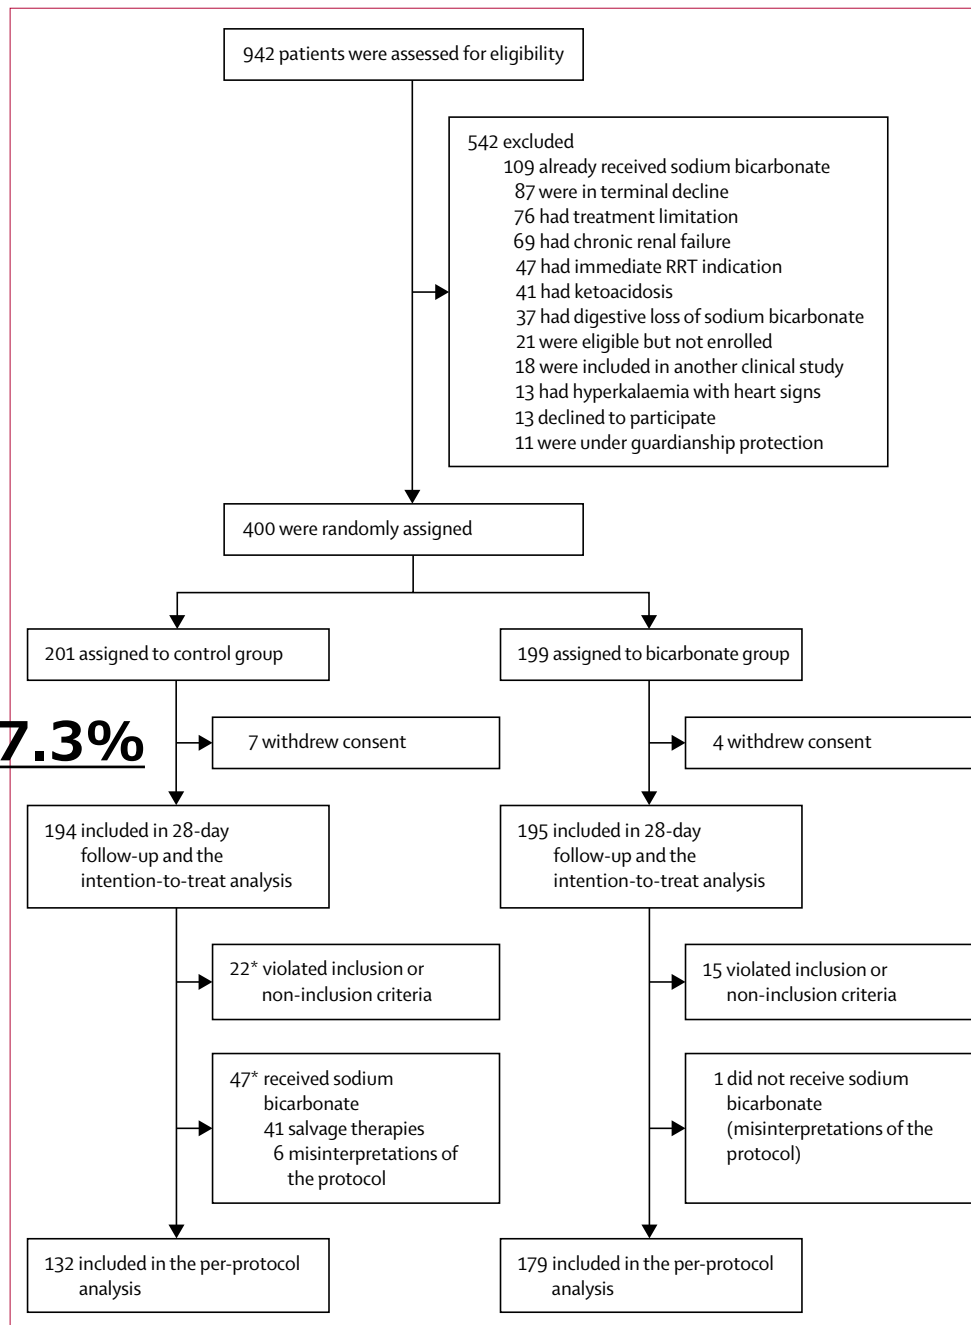 942 patients were assessed for eligibility
542 excluded
109 already received sodium bicarbonate
87 were in terminal decline
76 had treatment limitation
69 had chronic renal failure
47 had immediate RRT indication
41 had ketoacidosis
37 had digestive loss of sodium bicarbonate
21 were eligible but not enrolled
18 were included in another clinical study
13 had hyperkalaemia with heart signs
13 declined to participate
11 were under guardianship protection
400 were randomly assigned
201 assigned to control group
199 assigned to bicarbonate group
7.3%
7 withdrew consent
4 withdrew consent
194 included in 28-day
follow-up and the
intention-to-treat analysis
195 included in 28-day
follow-up and the
intention-to-treat analysis
22* violated inclusion or
non-inclusion criteria
15 violated inclusion or
non-inclusion criteria
47* received sodium
bicarbonate
41 salvage therapies
6 misinterpretations of
the protocol
1 did not receive sodium
bicarbonate
(misinterpretations of the
protocol)
132 included in the per-protocol
analysis
179 included in the per-protocol
analysis